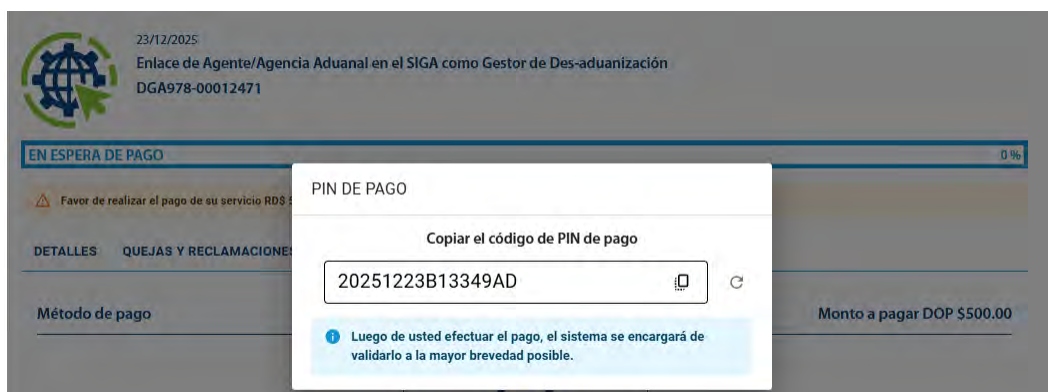 23/12/2025
Enlace de Agente/Agencia Aduanal en el SIGA como Gestor de Des-aduanización
DGA978-00012471
EN ESPERA DE PAGO 0 %
Favor de realizar el pago de su servicio RD$
PIN DE PAGO
DETALLES QUEJAS Y RECLAMACIONES
Copiar el código de PIN de pago
20251223B13349AD
Método de pago Monto a pagar DOP $500.00
Luego de usted efectuar el pago, el sistema se encargará de
validarlo a la mayor brevedad posible.